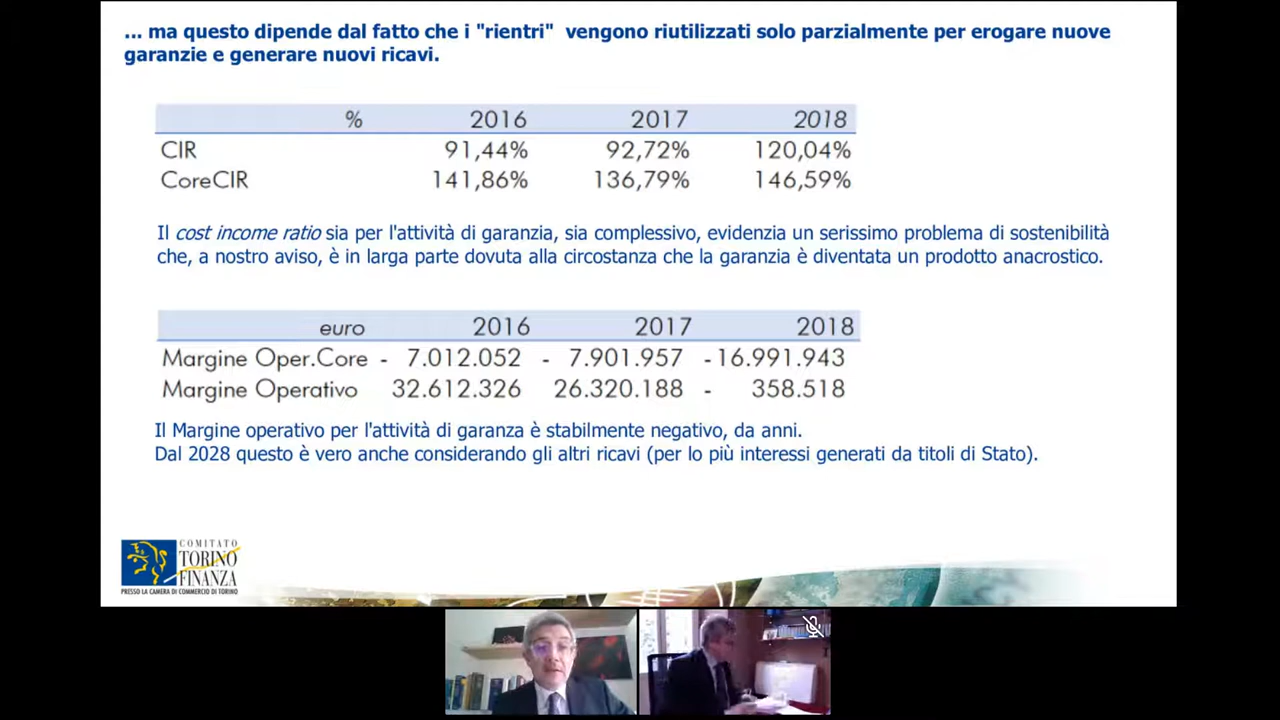 ... ma questo dipende dal fatto che i "rientri" vengono riutilizzati solo parzialmente per erogare nuove
garanzie e generare nuovi ricavi.
% 2016 2017 2018
CIR 91,44% 92,72% 120,04%
CoreCIR 141,86% 136,79% 146,59%
Il cost income ratio sia per l'attività di garanzia, sia complessivo, evidenzia un serissimo problema di sostenibilità
che, a nostro aviso, è in larga parte dovuta alla circostanza che la garanzia è diventata un prodotto anacrostico.
euro 2016 2017 2018
Margine Oper.Core - 7.012.052 - 7.901.957 -16.991.943
Margine Operativo 32.612.326 26.320.188 - 358.518
Il Margine operativo per l'attività di garanza è stabilmente negativo, da anni.
Dal 2028 questo è vero anche considerando gli altri ricavi (per lo più interessi generati da titoli di Stato).
COMITATO
TORINO
FINANZA
PRESSO LA CAMERA DI COMMERCIO DI TORINO